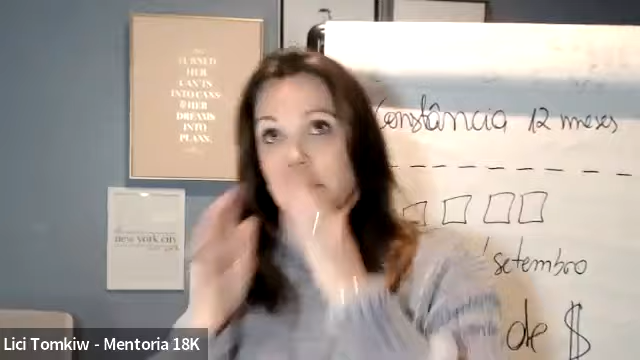 TURNED
HER
CAN'TS
INTO CANS
& HER
DREAMS
INTO
PLANS.
new york city
Constância 12 meses
setembro
de $
Lici Tomkiw - Mentoria 18K